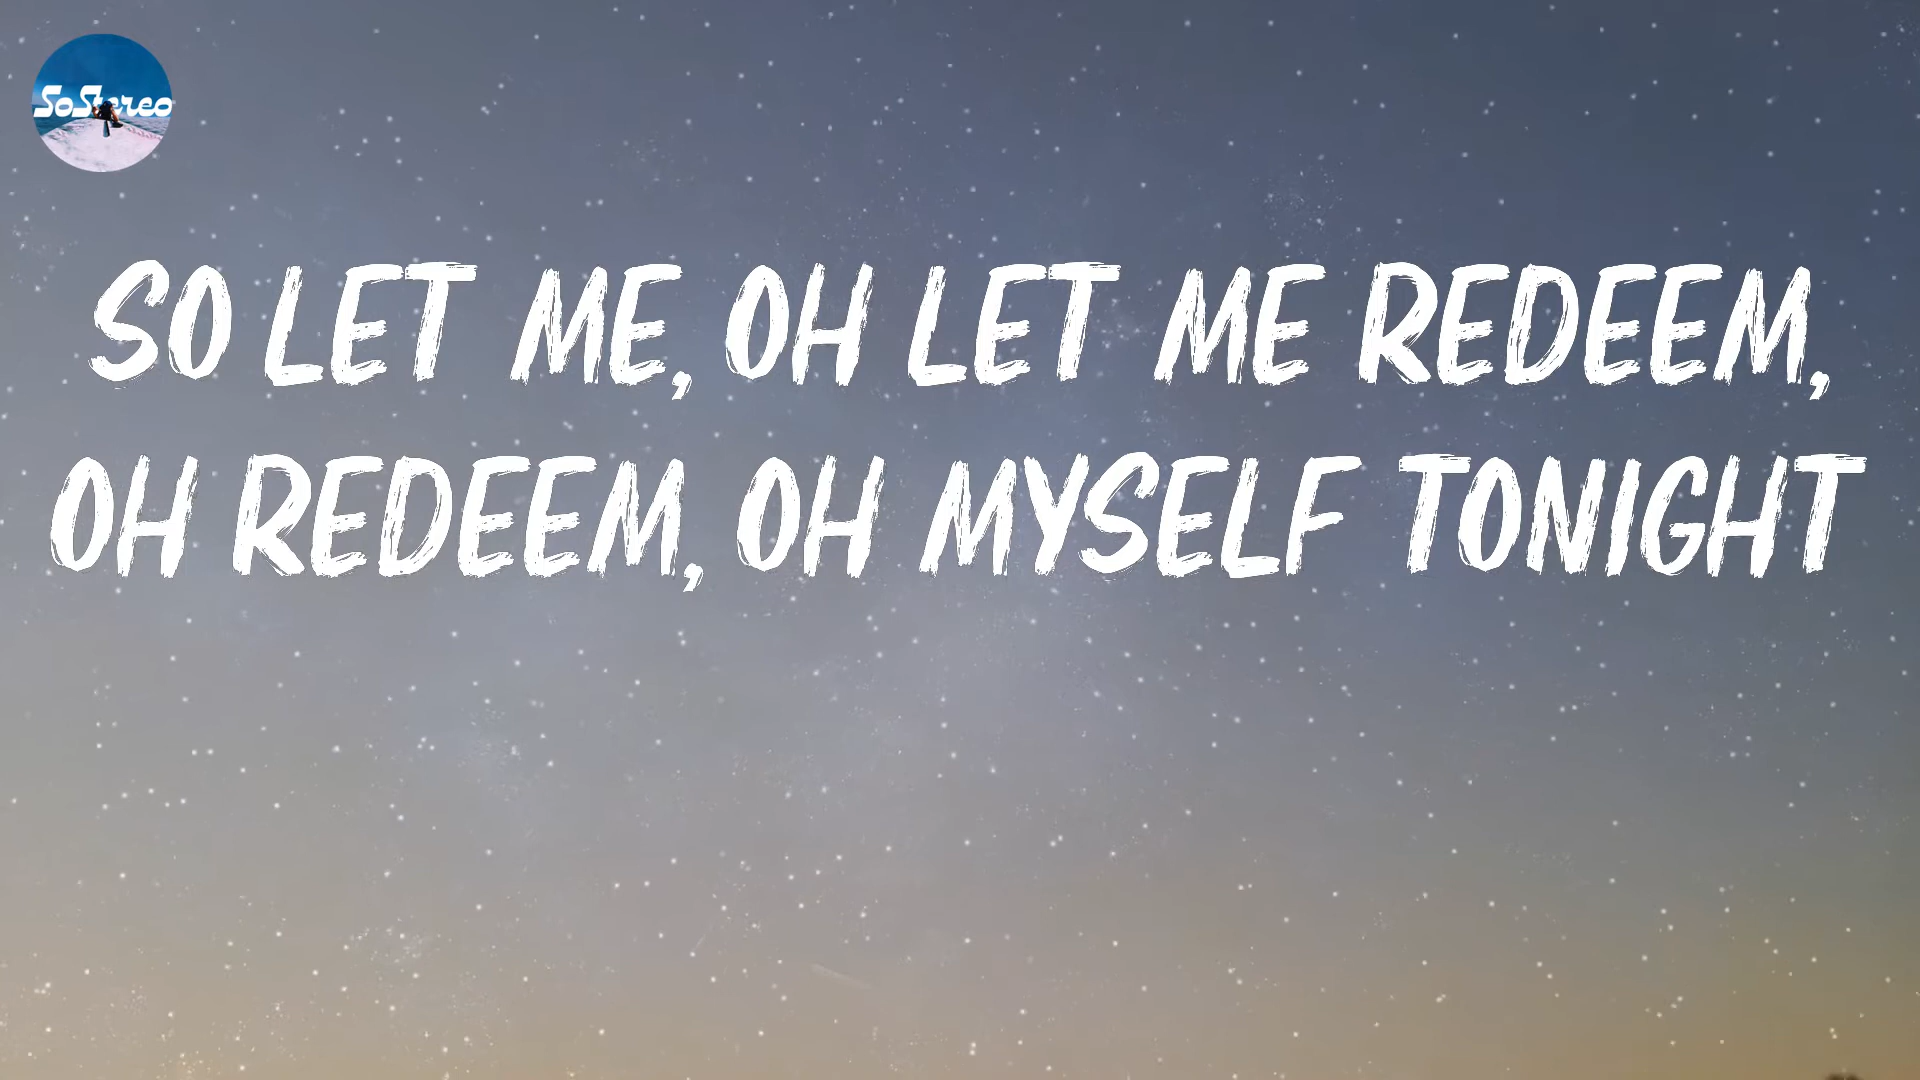 SoStereo
SO LET ME, OH LET ME REDEEM,
OH REDEEM, OH MYSELF TONIGHT